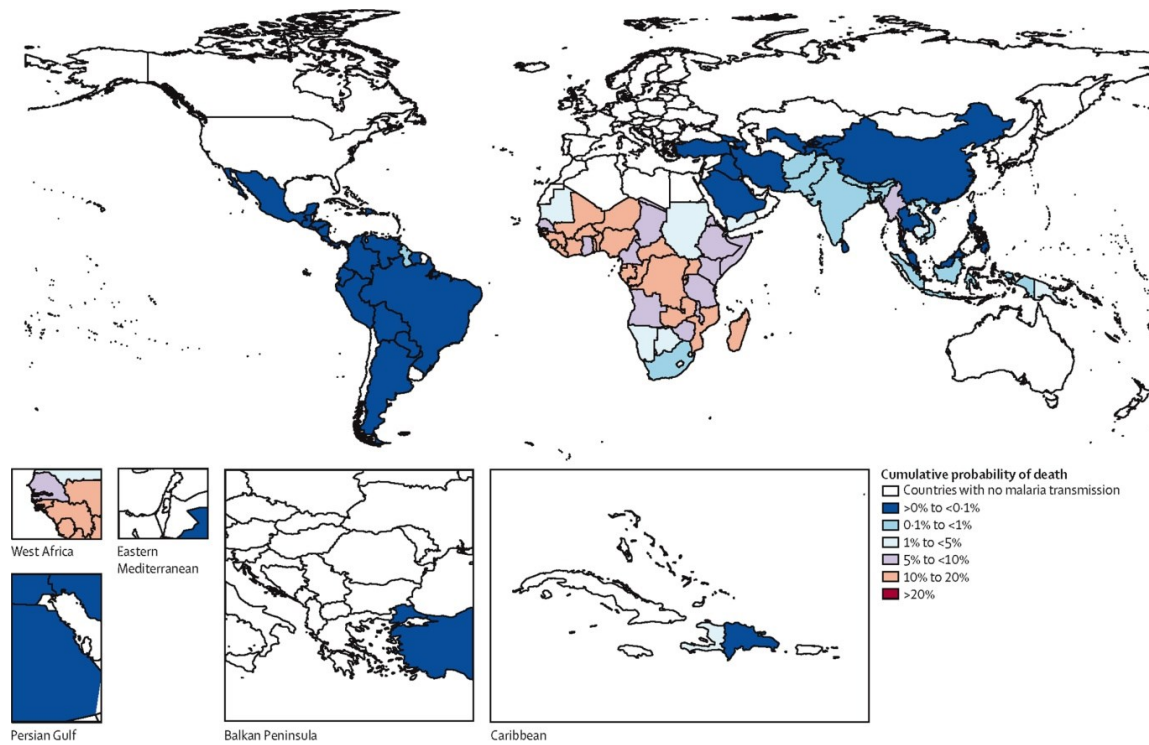 Cumulative probability of death
Countries with no malaria transmission
>0% to <0·1%
0·1% to <1%
1% to <5%
5% to <10%
10% to 20%
>20%
West Africa
Eastern
Mediterranean
Persian Gulf
Balkan Peninsula
Caribbean